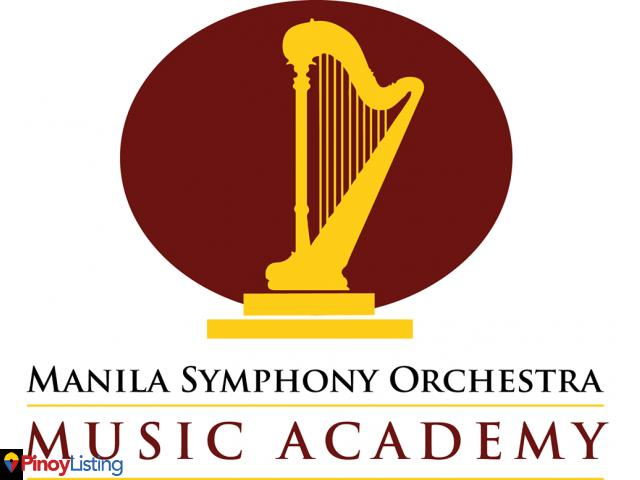 MANILA SYMPHONY ORCHESTRA
MUSIC ACADEMY
PinoyListing